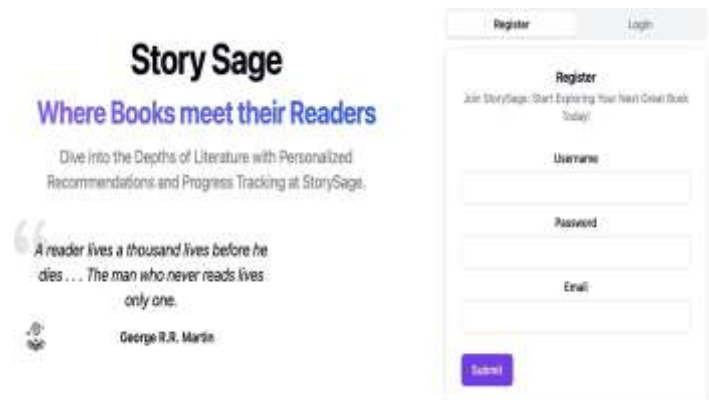 Story Sage
Where Books meet their Readers
Dive into the Depths of Literature with Personalized
Recommendations and Progress Tracking at StorySage.
“
A reader lives a thousand lives before he
dies . . . The man who never reads lives
only one.
George R.R. Martin
Register
Login
Register
Join StorySage: Start Exploring Your Next Great Book
Today!
Username
Password
Email
Submit